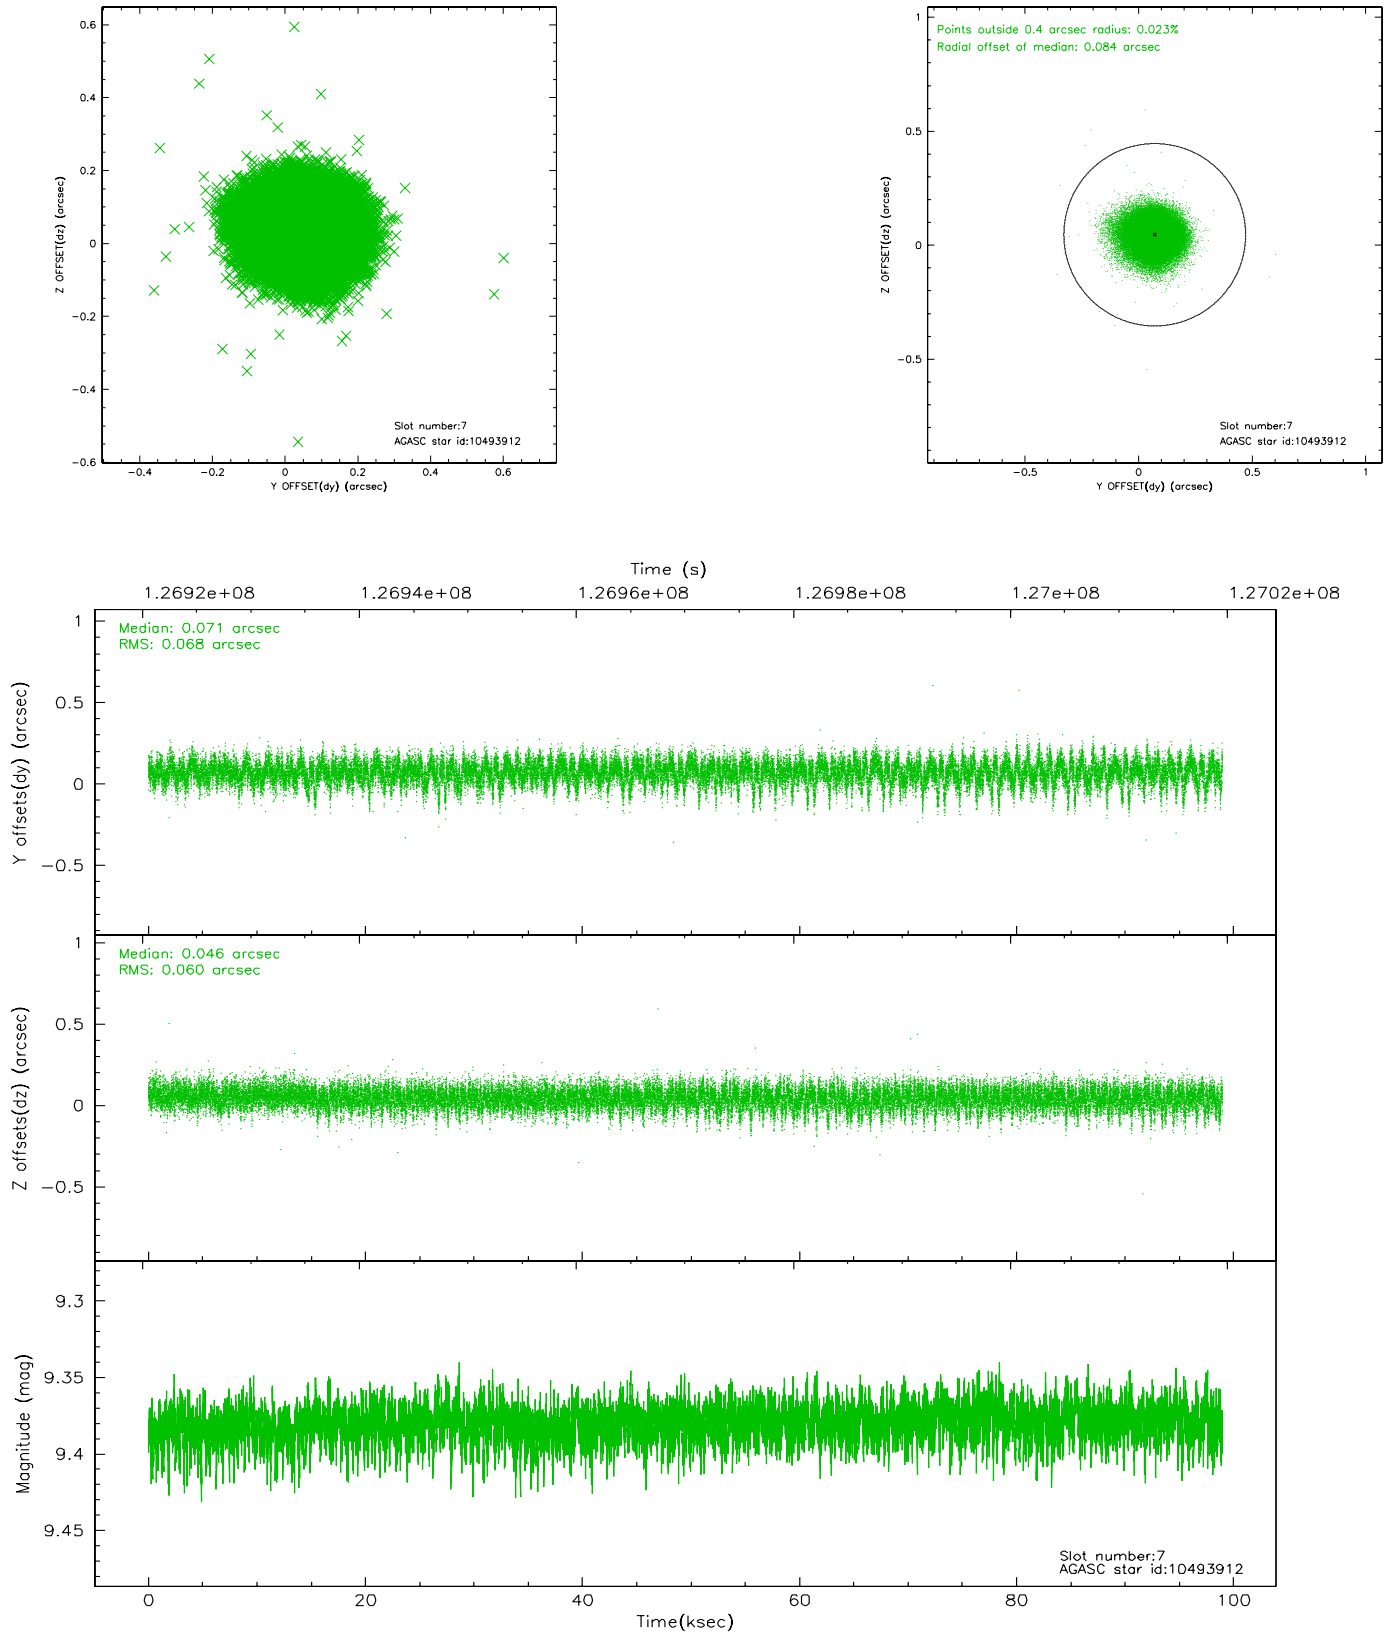 0.6
0.4
0.2
0
−0.2
−0.4
−0.6
Z OFFSET(dz) (arcsec)
Slot number:7
AGASC star id:10493912
−0.4 −0.2 0 0.2 0.4 0.6
Y OFFSET(dy) (arcsec)
Points outside 0.4 arcsec radius: 0.023%
Radial offset of median: 0.084 arcsec
1
0.5
0
−0.5
Z OFFSET(dz) (arcsec)
Slot number:7
AGASC star id:10493912
−0.5 0 0.5 1
Y OFFSET(dy) (arcsec)
Time (s)
1.2692e+08 1.2694e+08 1.2696e+08 1.2698e+08 1.27e+08 1.2702e+08
Median: 0.071 arcsec
RMS: 0.068 arcsec
1
0.5
0
−0.5
Y offsets(dy) (arcsec)
Median: 0.046 arcsec
RMS: 0.060 arcsec
1
0.5
0
−0.5
Z offsets(dz) (arcsec)
9.3
9.35
9.4
9.45
Magnitude (mag)
Slot number:7
AGASC star id:10493912
0 20 40 60 80 100
Time(ksec)